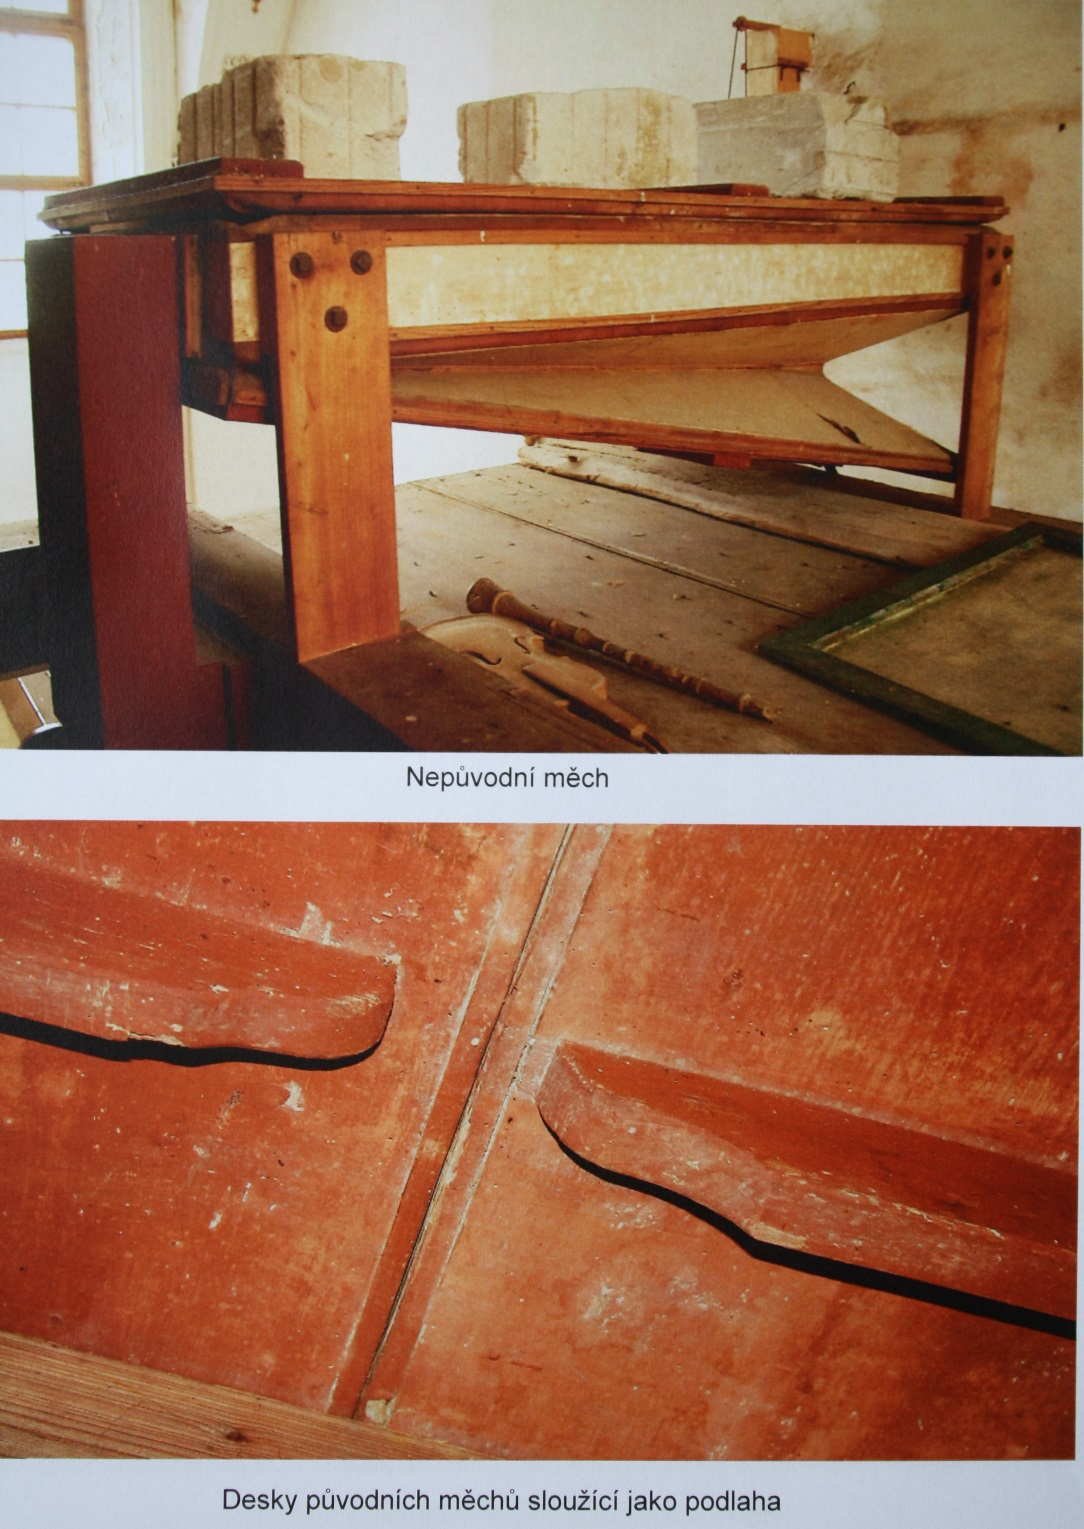 Nepůvodní měch
Desky původních měchů sloužící jako podlaha